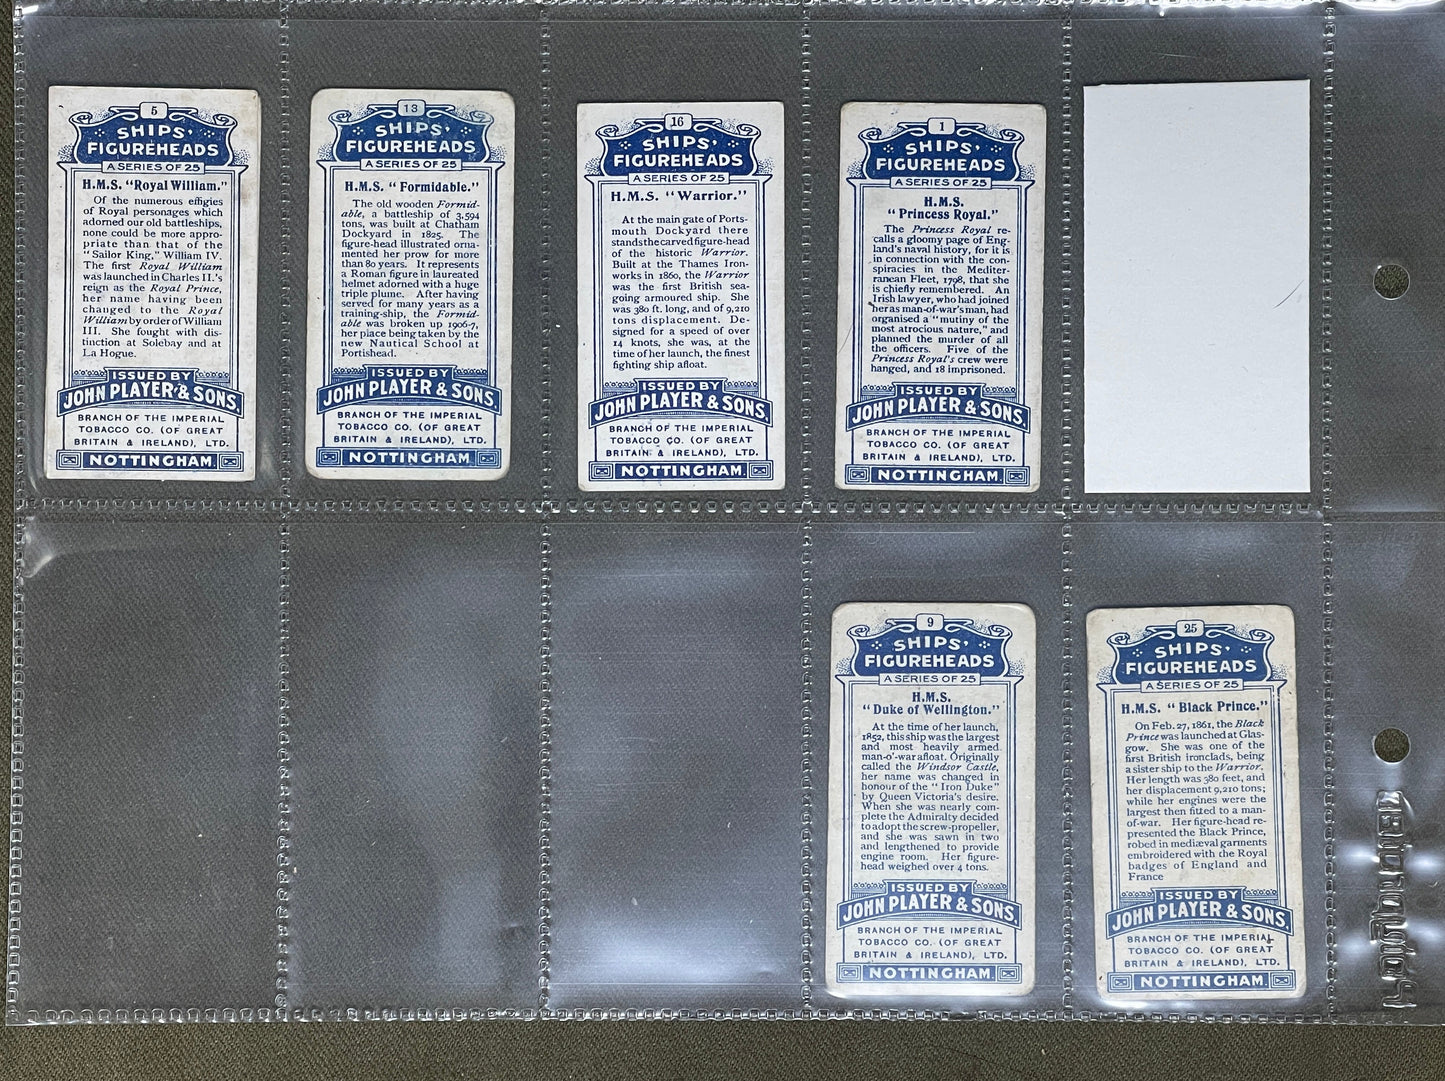 5
SHIPS'
FIGUREHEADS
A SERIES OF 25
H.M.S. "Royal William."
Of the numerous effigies
of Royal personages which
adorned our old battleships,
none could be more appro-
priate than that of the
"Sailor King," William IV.
The first Royal William
was launched in Charles II.'s
reign as the Royal Prince,
her name having been
changed to the Royal
William by order of William
III. She fought with dis-
tinction at Solebay and at
La Hogue.
ISSUED BY
JOHN PLAYER & SONS,
BRANCH OF THE IMPERIAL
TOBACCO CO. (OF GREAT
BRITAIN & IRELAND), LTD.
NOTTINGHAM.
13
SHIPS'
FIGUREHEADS
A SERIES OF 25
H.M.S. "Formidable."
The old wooden Formid-
able, a battleship of 3,594
tons, was built at Chatham
Dockyard in 1825. The
figure-head illustrated orna-
mented her prow for more
than 80 years. It represents
a Roman figure in laureated
helmet adorned with a huge
triple plume. After having
served for many years as a
training-ship, the Formid-
able was broken up 1906-7,
her place being taken by the
new Nautical School at
Portishead.
ISSUED BY
JOHN PLAYER & SONS,
BRANCH OF THE IMPERIAL
TOBACCO CO. (OF GREAT
BRITAIN & IRELAND), LTD.
NOTTINGHAM.
16
SHIPS'
FIGUREHEADS
A SERIES OF 25
H.M.S. "Warrior."
At the main gate of Ports-
mouth Dockyard there
stands the carved figure-head
of the historic Warrior.
Built at the Thames Iron-
works in 1860, the Warrior
was the first British sea-
going armoured ship. She
was 380 ft. long, and of 9,210
tons displacement. De-
signed for a speed of over
14 knots, she was, at the
time of her launch, the finest
fighting ship afloat.
ISSUED BY
JOHN PLAYER & SONS,
BRANCH OF THE IMPERIAL
TOBACCO CO. (OF GREAT
BRITAIN & IRELAND), LTD.
NOTTINGHAM.
1
SHIPS'
FIGUREHEADS
A SERIES OF 25
H.M.S.
"Princess Royal."
The Princess Royal re-
calls a gloomy page of Eng-
land's naval history, for it is
in connection with the con-
spiracies in the Mediter-
ranean Fleet, 1798, that she
is chiefly remembered. An
Irish lawyer, who had joined
her as man-of-war's man, had
organised a "mutiny of the
most atrocious nature," and
planned the murder of all
the officers. Five of the
Princess Royal's crew were
hanged, and 18 imprisoned.
ISSUED BY
JOHN PLAYER & SONS,
BRANCH OF THE IMPERIAL
TOBACCO CO. (OF GREAT
BRITAIN & IRELAND), LTD.
NOTTINGHAM.
9
SHIPS'
FIGUREHEADS
A SERIES OF 25
H.M.S.
"Duke of Wellington."
At the time of her launch,
1852, this ship was the largest
and most heavily armed
man-o'-war afloat. Originally
called the Windsor Castle,
her name was changed in
honour of the "Iron Duke"
by Queen Victoria's desire.
When she was nearly com-
plete the Admiralty decided
to adopt the screw-propeller,
and she was sawn in two
and lengthened to provide
engine room. Her figure-
head weighed over 4 tons.
ISSUED BY
JOHN PLAYER & SONS,
BRANCH OF THE IMPERIAL
TOBACCO CO. (OF GREAT
BRITAIN & IRELAND), LTD.
NOTTINGHAM.
25
SHIPS'
FIGUREHEADS
A SERIES OF 25
H.M.S. "Black Prince."
On Feb. 27, 1861, the Black
Prince was launched at Glas-
gow. She was one of the
first British ironclads, being
a sister ship to the Warrior.
Her length was 380 feet, and
her displacement 9,210 tons;
while her engines were the
largest then fitted to a man-
of-war. Her figure-head re-
presented the Black Prince,
robed in mediæval garments
embroidered with the Royal
badges of England and
France
ISSUED BY
JOHN PLAYER & SONS,
BRANCH OF THE IMPERIAL
TOBACCO CO. (OF GREAT
BRITAIN & IRELAND), LTD.
NOTTINGHAM.